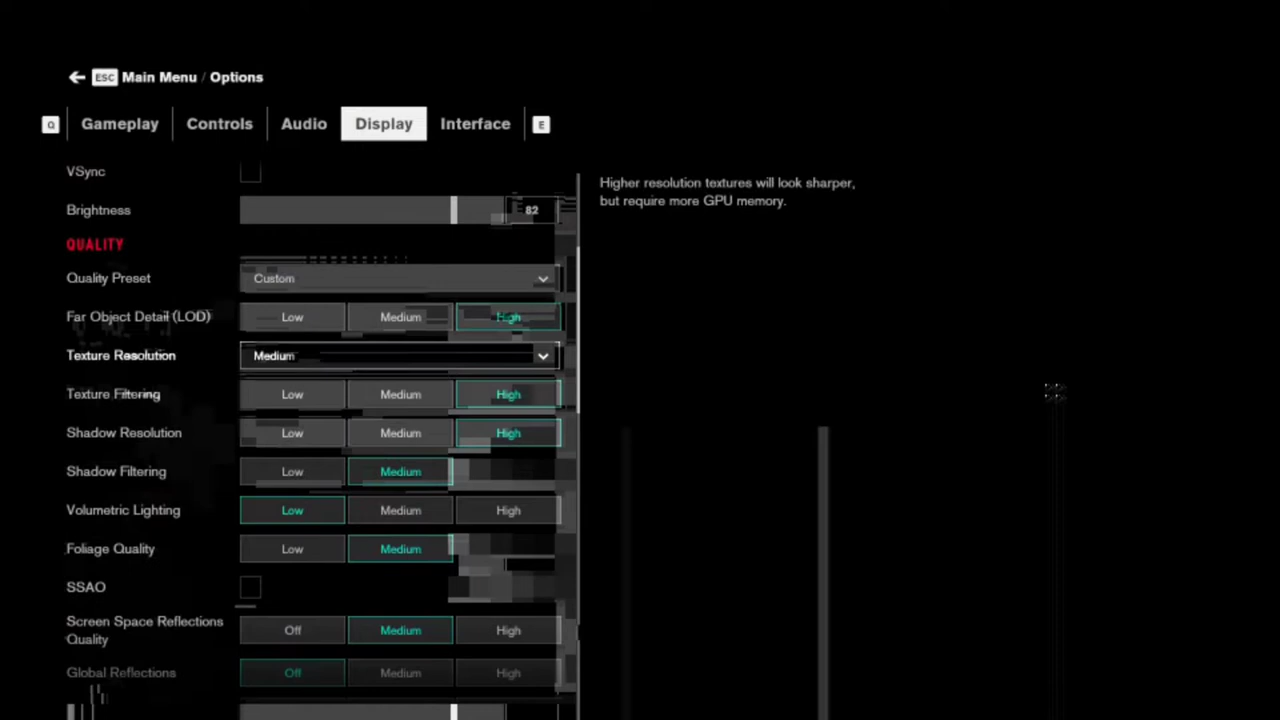 ESC Main Menu / Options
Q Gameplay Controls Audio Display Interface E
VSync
Higher resolution textures will look sharper,
but require more GPU memory.
Brightness 82
QUALITY
Quality Preset Custom
Far Object Detail (LOD) Low Medium High
Texture Resolution Medium
Texture Filtering Low Medium High
Shadow Resolution Low Medium High
Shadow Filtering Low Medium
Volumetric Lighting Low Medium High
Foliage Quality Low Medium
SSAO
Screen Space Reflections
Quality Off Medium High
Global Reflections Off Medium High